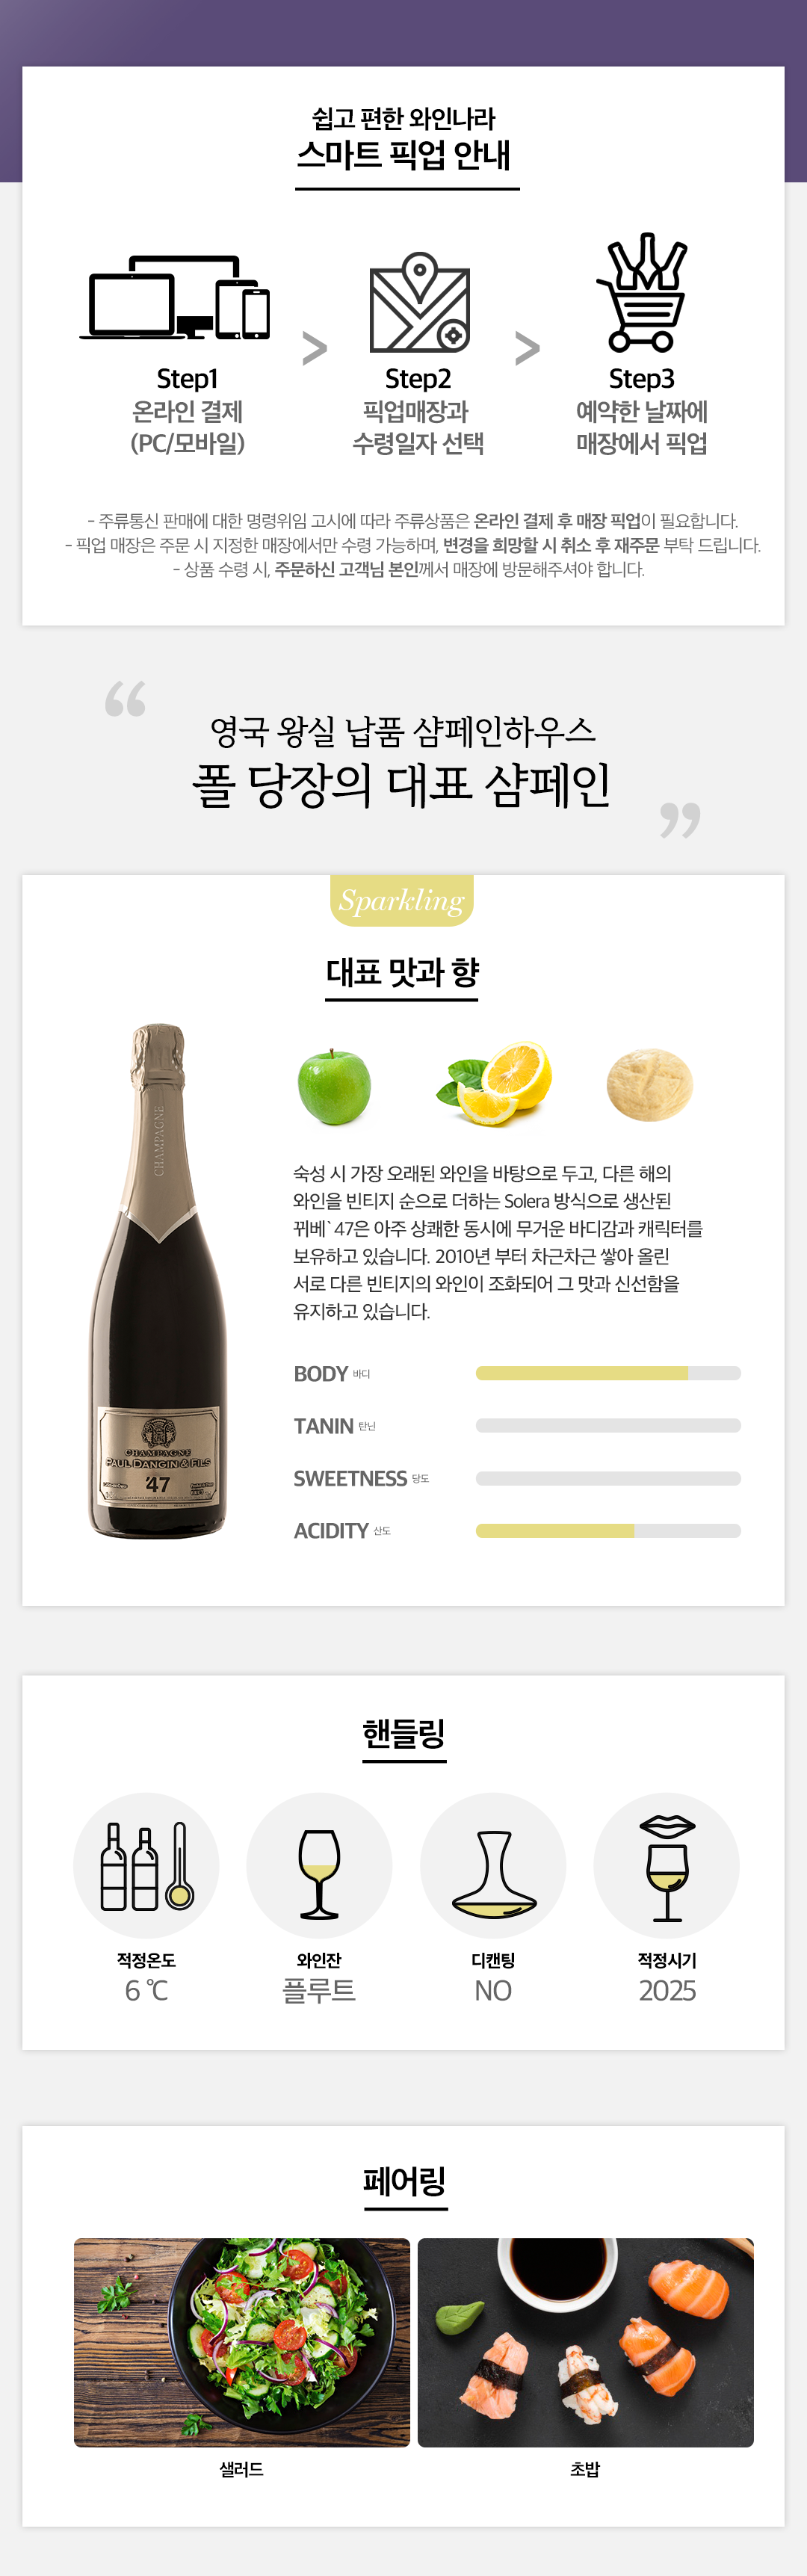 쉽고 편한 와인나라
스마트 픽업 안내
Step1
온라인 결제
(PC/모바일)
>
Step2
픽업매장과
수령일자 선택
>
Step3
예약한 날짜에
매장에서 픽업
- 주류통신 판매에 대한 명령위임 고시에 따라 주류상품은 온라인 결제 후 매장 픽업이 필요합니다.
- 픽업 매장은 주문 시 지정한 매장에서만 수령 가능하며, 변경을 희망할 시 취소 후 재주문 부탁 드립니다.
- 상품 수령 시, 주문하신 고객님 본인께서 매장에 방문해주셔야 합니다.
“
영국 왕실 납품 샴페인하우스
폴 당장의 대표 샴페인
”
Sparkling
대표 맛과 향
CHAMPAGNE
숙성 시 가장 오래된 와인을 바탕으로 두고, 다른 해의
와인을 빈티지 순으로 더하는 Solera 방식으로 생산된
뀌베`47은 아주 상쾌한 동시에 무거운 바디감과 캐릭터를
보유하고 있습니다. 2010년 부터 차근차근 쌓아 올린
서로 다른 빈티지의 와인이 조화되어 그 맛과 신선함을
유지하고 있습니다.
BODY 바디
TANIN 탄닌
SWEETNESS 당도
ACIDITY 산도
CHAMPAGNE
PAUL DANGIN & FILS
'47
핸들링
적정온도
6 ℃
와인잔
플루트
디캔팅
NO
적정시기
2025
페어링
샐러드
초밥